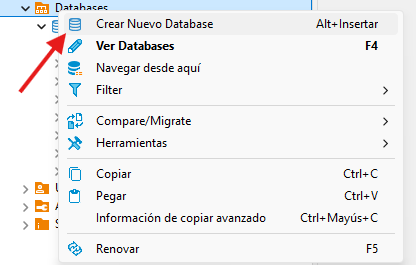 Databases
Crear Nuevo Database Alt+Insertar
Ver Databases F4
Navegar desde aquí
Filter
Compare/Migrate
Herramientas
Copiar Ctrl+C
Pegar Ctrl+V
Información de copiar avanzado Ctrl+Mayús+C
Renovar F5